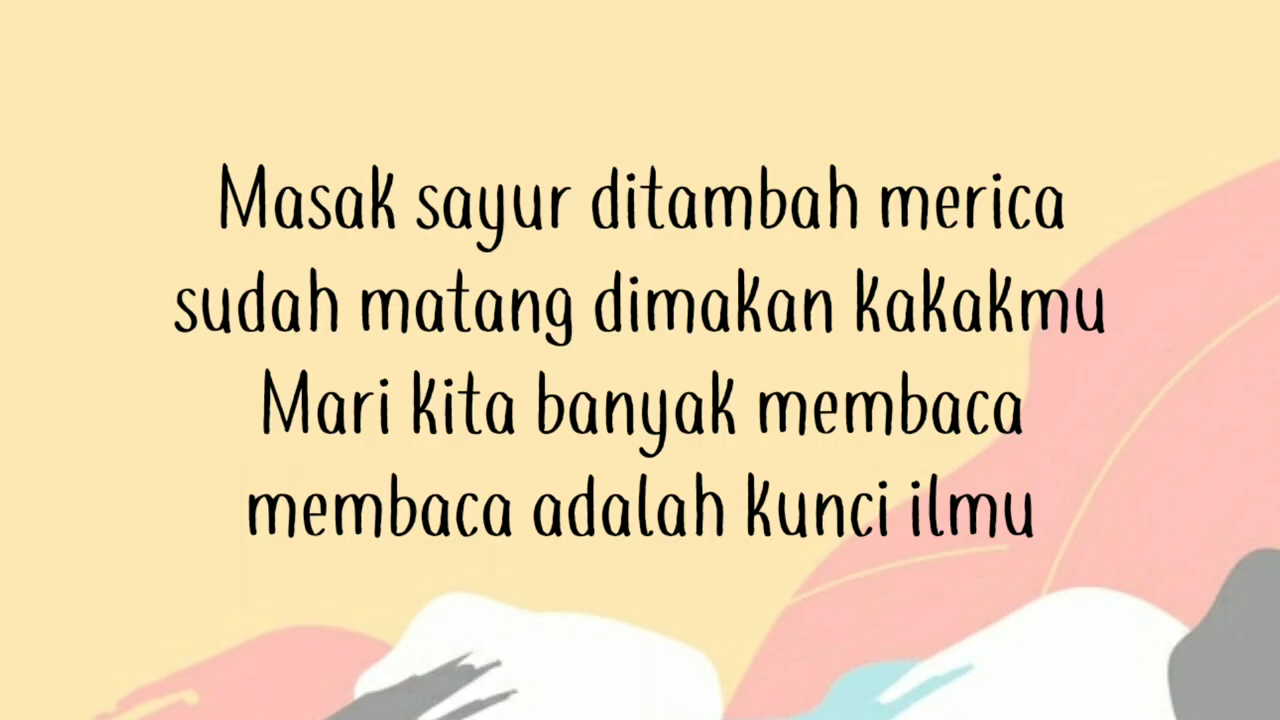 Masak sayur ditambah merica
sudah matang dimakan kakakmu
Mari kita banyak membaca
membaca adalah kunci ilmu